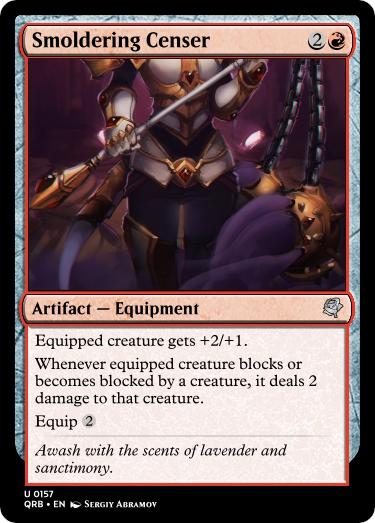 Smoldering Censer 2
Artifact — Equipment
Equipped creature gets +2/+1.
Whenever equipped creature blocks or
becomes blocked by a creature, it deals 2
damage to that creature.
Equip 2
Awash with the scents of lavender and
sanctimony.
U 0157
QRB • EN Sergiy Abramov